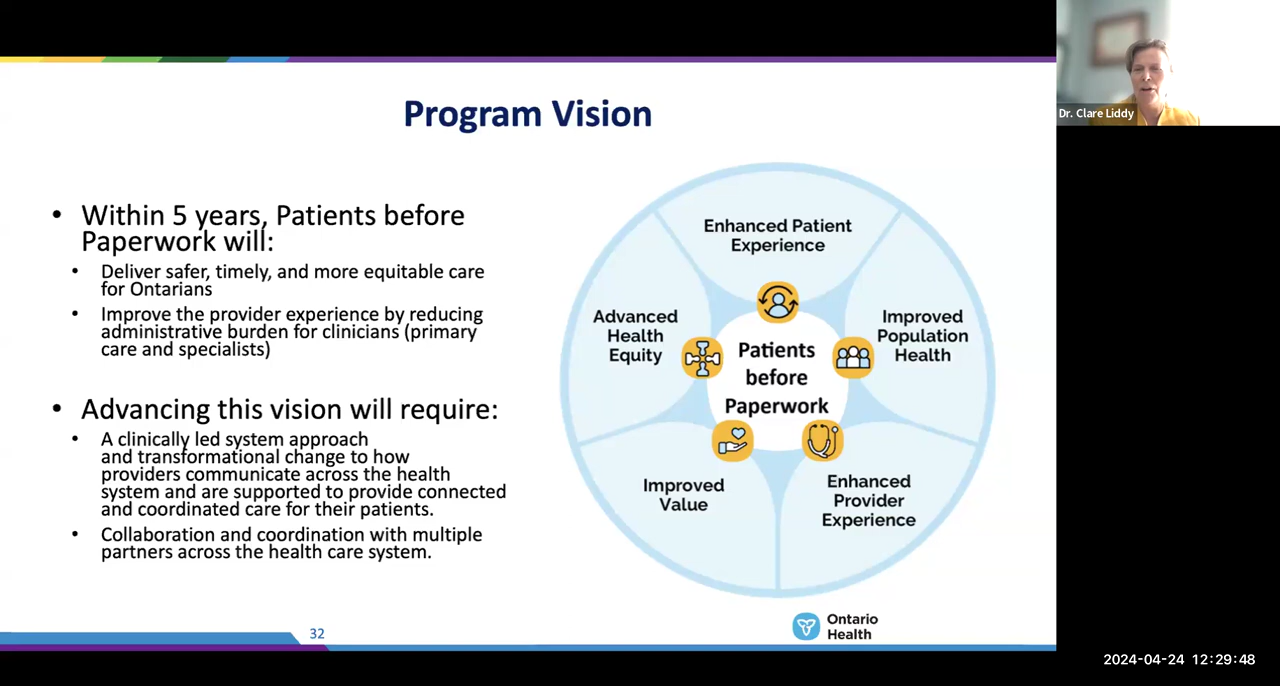 Program Vision
• Within 5 years, Patients before
Paperwork will:
• Deliver safer, timely, and more equitable care
for Ontarians
• Improve the provider experience by reducing
administrative burden for clinicians (primary
care and specialists)
• Advancing this vision will require:
• A clinically led system approach
and transformational change to how
providers communicate across the health
system and are supported to provide connected
and coordinated care for their patients.
• Collaboration and coordination with multiple
partners across the health care system.
Enhanced Patient
Experience
Advanced
Health
Equity
Improved
Population
Health
Patients
before
Paperwork
Improved
Value
Enhanced
Provider
Experience
32
Ontario
Health
Dr. Clare Liddy
2024-04-24 12:29:48